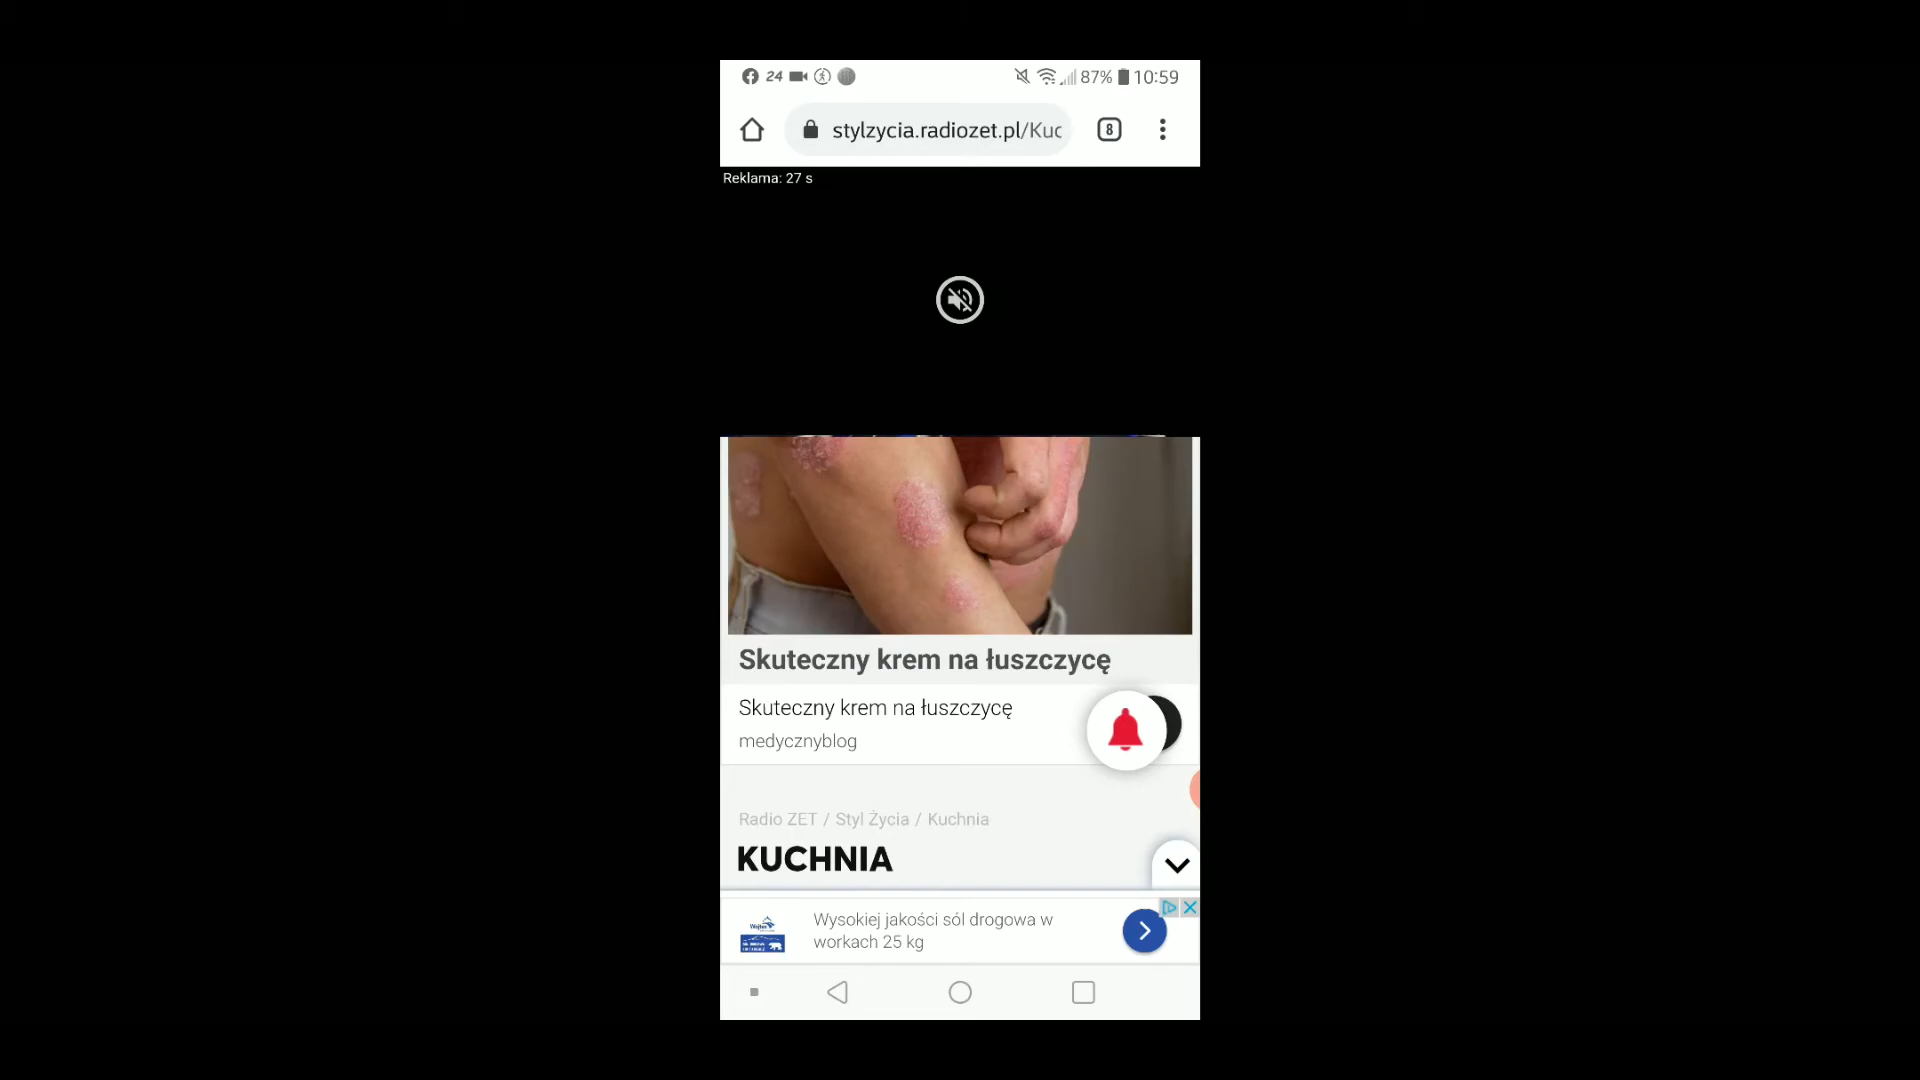 24
87% 10:59
stylzycia.radiozet.pl/Kuc
8
Reklama: 27 s
Skuteczny krem na łuszczycę
Skuteczny krem na łuszczycę
medycznyblog
Radio ZET / Styl Życia / Kuchnia
KUCHNIA
Wysokiej jakości sól drogowa w
workach 25 kg